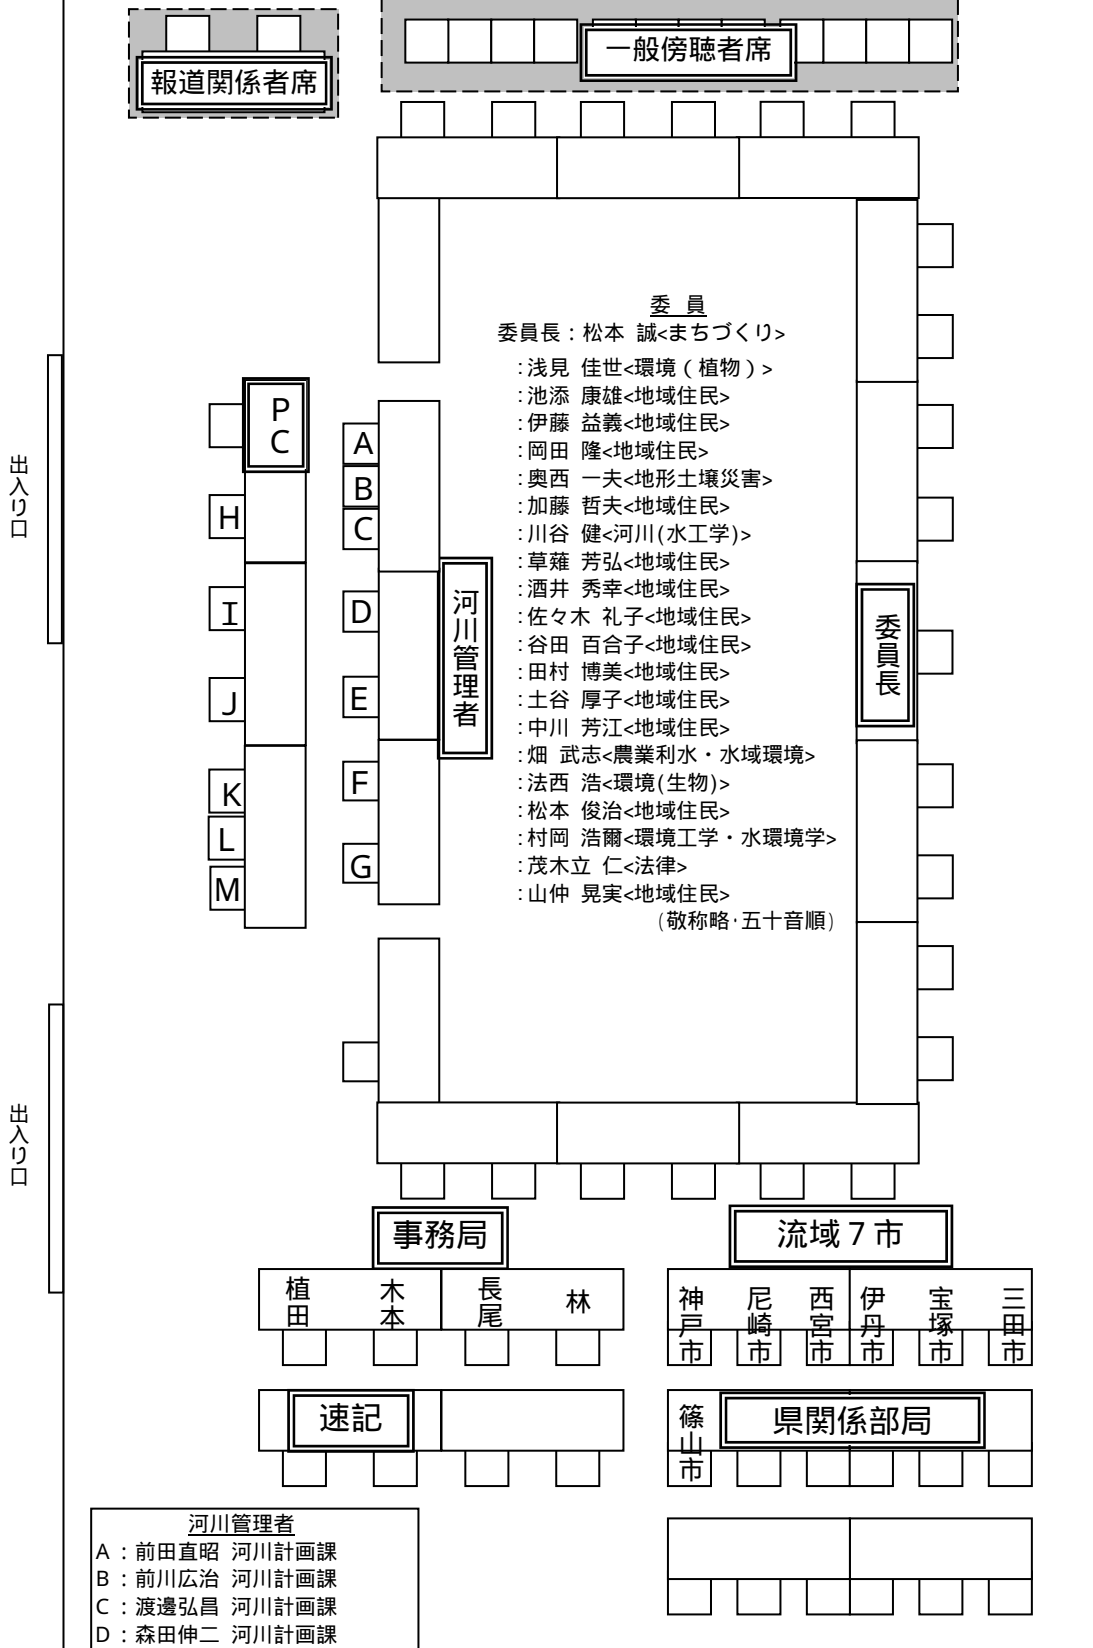 報道関係者席
一般傍聴者席
委 員
委員長：松本 誠<まちづくり>
：浅見 佳世<環境（植物）>
：池添 康雄<地域住民>
：伊藤 益義<地域住民>
：岡田 隆<地域住民>
：奥西 一夫<地形土壌災害>
：加藤 哲夫<地域住民>
：川谷 健<河川(水工学)>
：草薙 芳弘<地域住民>
：酒井 秀幸<地域住民>
：佐々木 礼子<地域住民>
：谷田 百合子<地域住民>
：田村 博美<地域住民>
：土谷 厚子<地域住民>
：中川 芳江<地域住民>
：畑 武志<農業利水・水域環境>
：法西 浩<環境(生物)>
：松本 俊治<地域住民>
：村岡 浩爾<環境工学・水環境学>
：茂木立 仁<法律>
：山仲 晃実<地域住民>
（敬称略・五十音順）
出入り口
PC
H
I
J
K
L
M
A
B
C
D
E
F
G
河川管理者
委員長
出入り口
事務局
植田
木本
長尾
林
流域７市
神戸市
尼崎市
西宮市
伊丹市
宝塚市
三田市
速記
篠山市
県関係部局
河川管理者
A：前田直昭 河川計画課
B：前川広治 河川計画課
C：渡邊弘昌 河川計画課
D：森田伸二 河川計画課